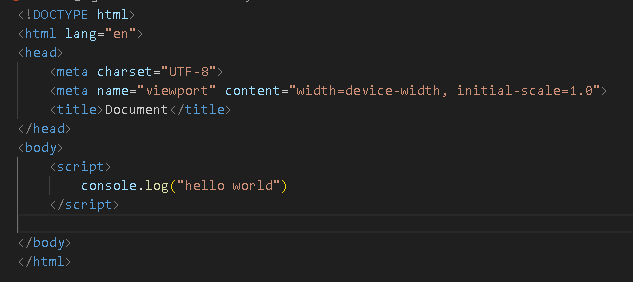 <!DOCTYPE html>
<html lang="en">
<head>
    <meta charset="UTF-8">
    <meta name="viewport" content="width=device-width, initial-scale=1.0">
    <title>Document</title>
</head>
<body>
    <script>
        console.log("hello world")
    </script>
</body>
</html>